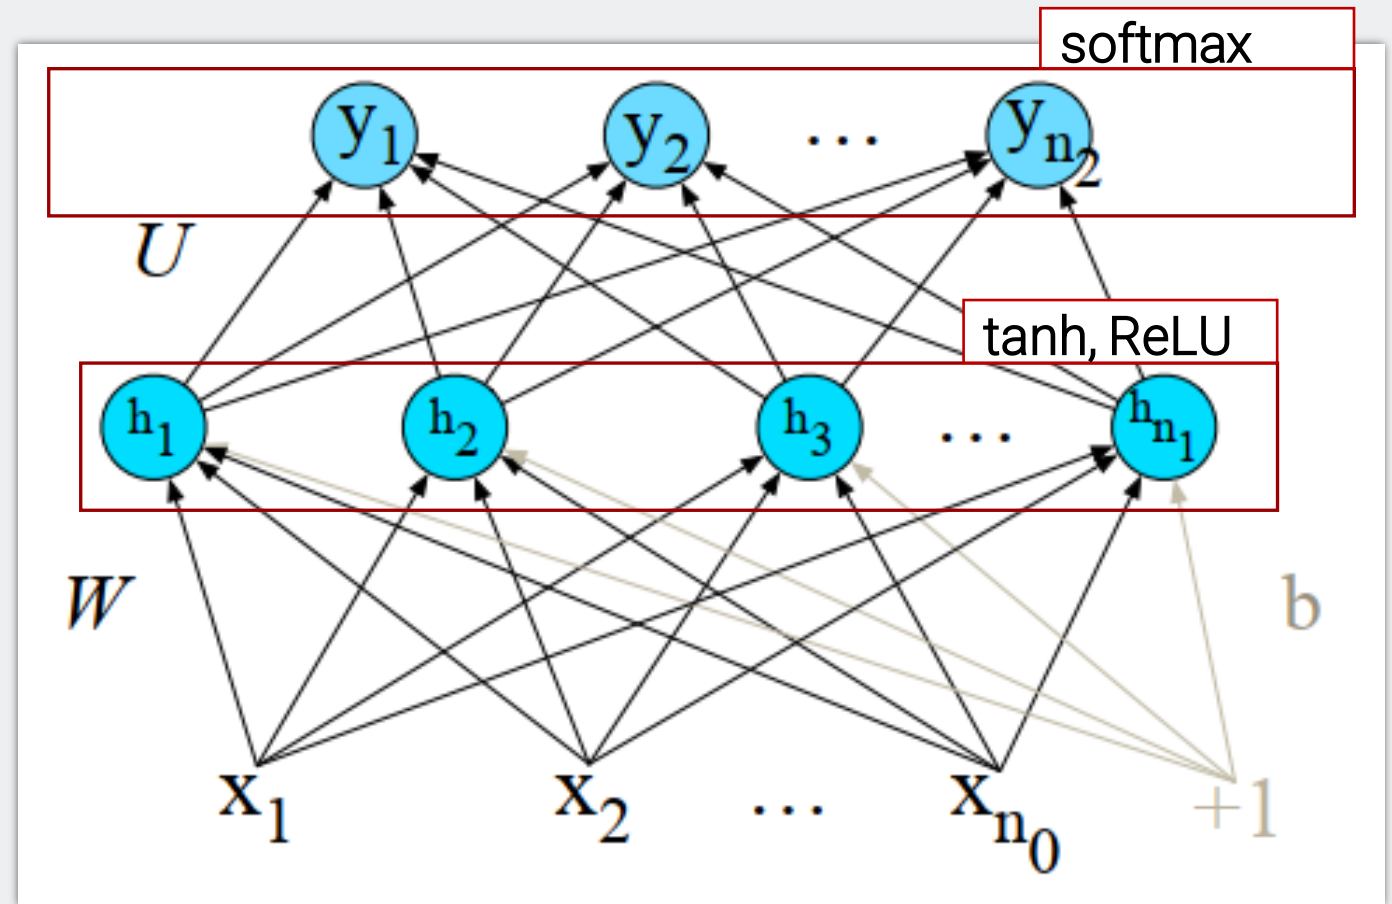 softmax
y₁ y₂ … yₙ₂
U
tanh, ReLU
h₁ h₂ h₃ … hₙ₁
W b
x₁ x₂ … xₙ₀ +1